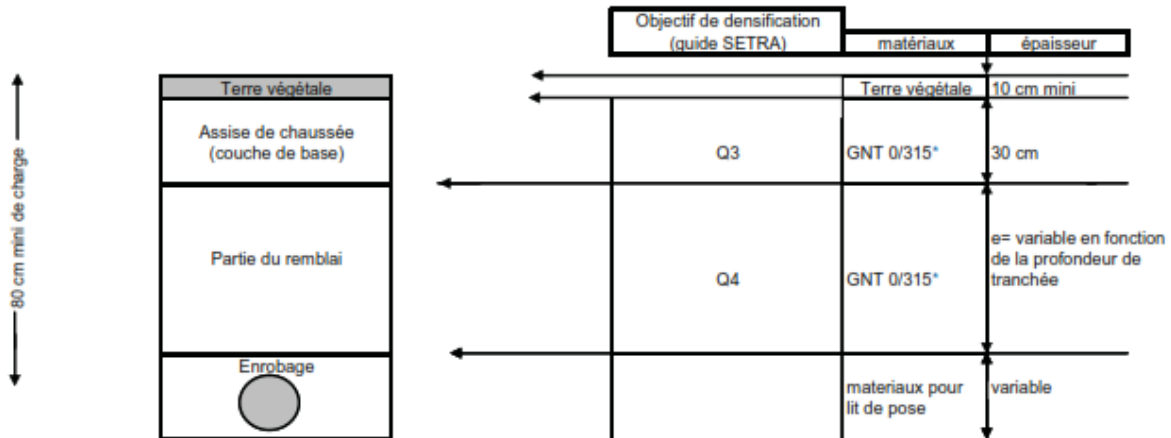 Objectif de densification
(guide SETRA)
matériaux
épaisseur
Terre végétale
Terre végétale
10 cm mini
Assise de chaussée
(couche de base)
Q3
GNT 0/315*
30 cm
80 cm mini de charge
Partie du remblai
Q4
GNT 0/315*
e= variable en fonction
de la profondeur de
tranchée
Enrobage
materiaux pour
lit de pose
variable